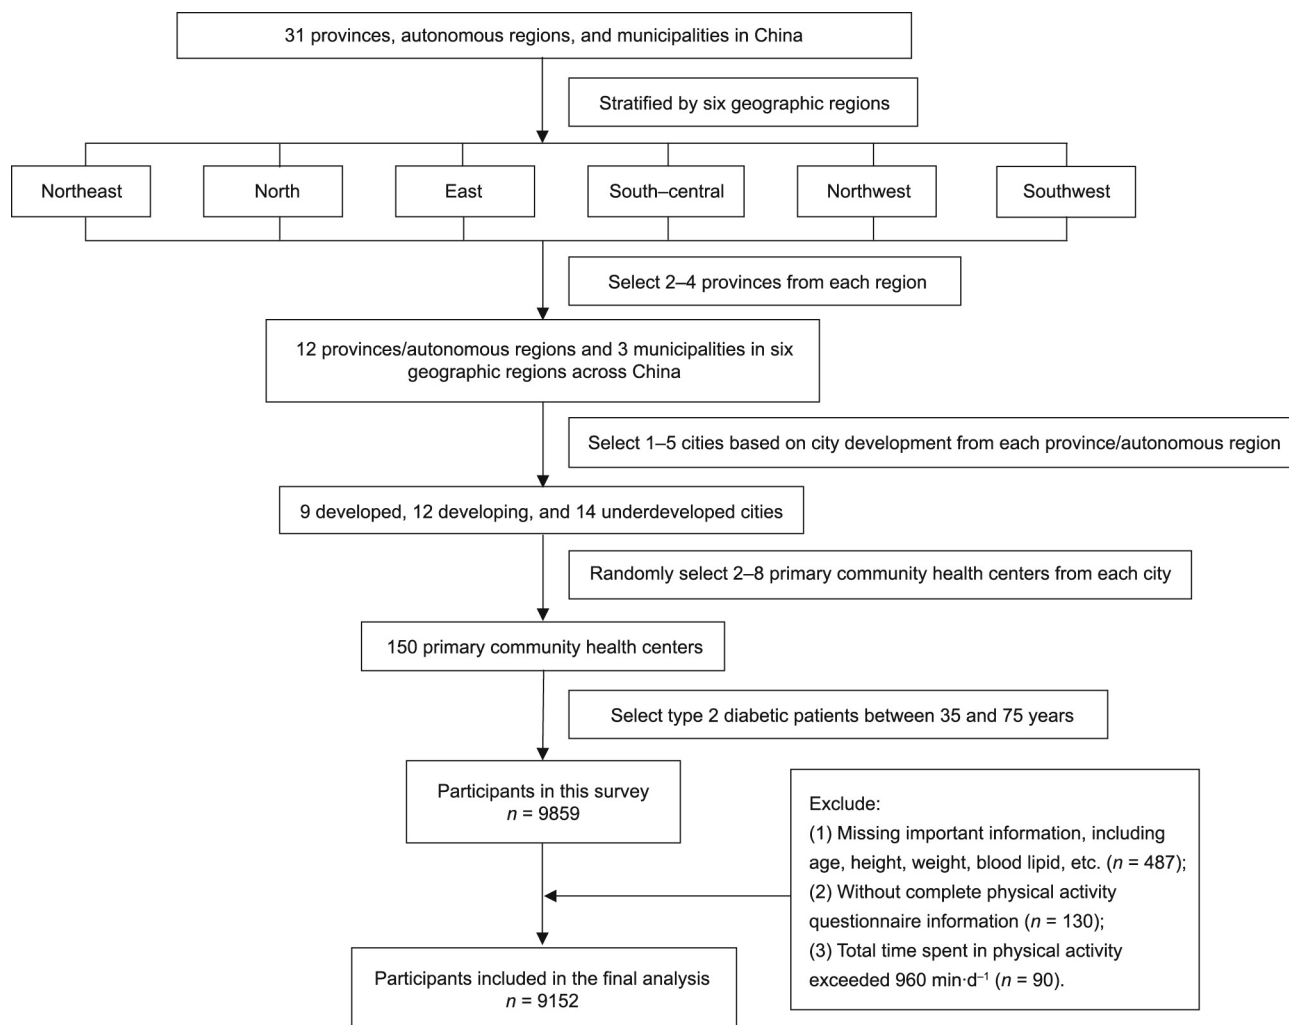 31 provinces, autonomous regions, and municipalities in China
Stratified by six geographic regions
Northeast
North
East
South–central
Northwest
Southwest
Select 2–4 provinces from each region
12 provinces/autonomous regions and 3 municipalities in six
geographic regions across China
Select 1–5 cities based on city development from each province/autonomous region
9 developed, 12 developing, and 14 underdeveloped cities
Randomly select 2–8 primary community health centers from each city
150 primary community health centers
Select type 2 diabetic patients between 35 and 75 years
Participants in this survey
n = 9859
Exclude:
(1) Missing important information, including
age, height, weight, blood lipid, etc. (n = 487);
(2) Without complete physical activity
questionnaire information (n = 130);
(3) Total time spent in physical activity
exceeded 960 min·d⁻¹ (n = 90).
Participants included in the final analysis
n = 9152